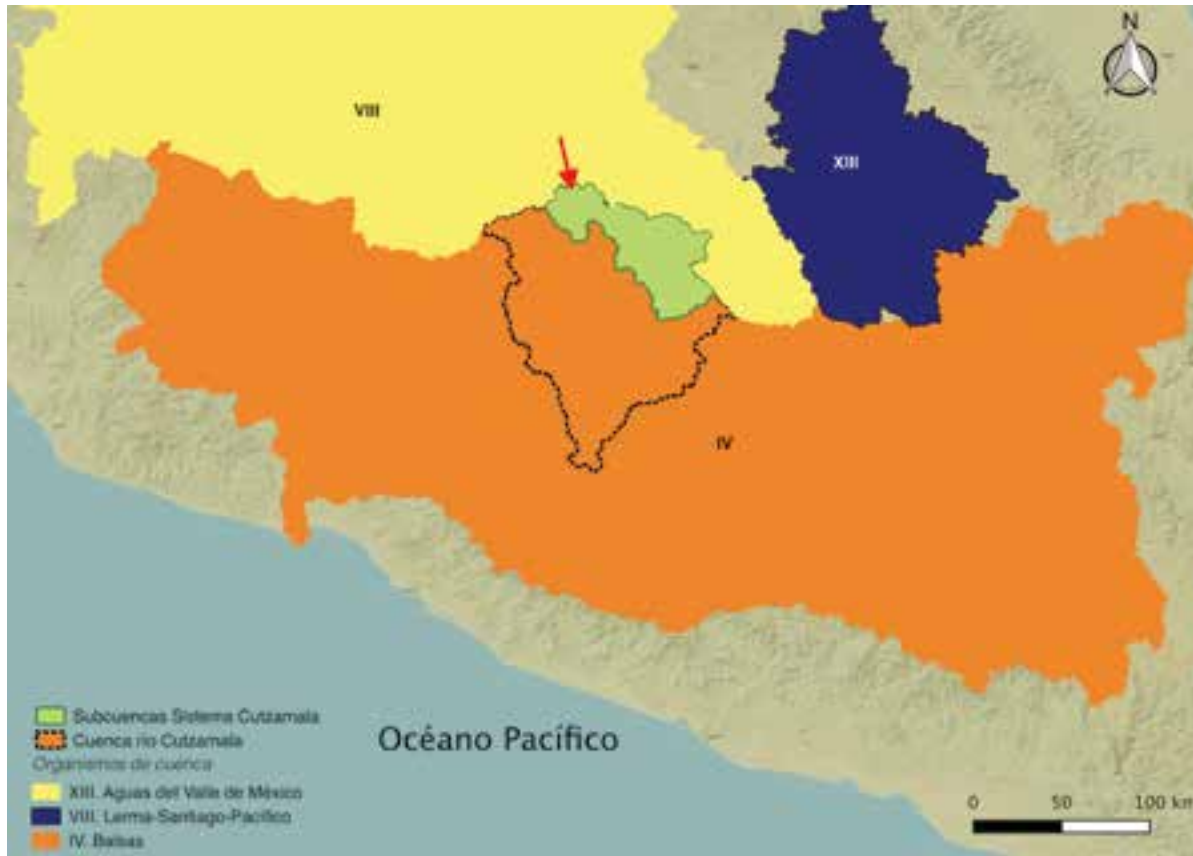 N
VIII
XIII
IV
Subcuencas Sistema Cutzamala
Cuenca río Cutzamala
Organismos de cuenca
XIII. Aguas del Valle de México
VIII. Lerma-Santiago-Pacífico
IV. Balsas
Océano Pacífico
0 50 100 km